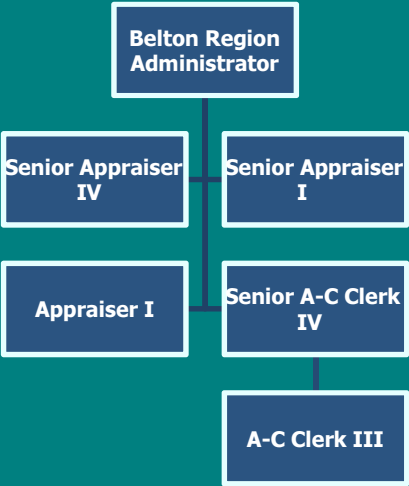 Belton Region
Administrator
Senior Appraiser
IV
Senior Appraiser
I
Appraiser I
Senior A-C Clerk
IV
A-C Clerk III